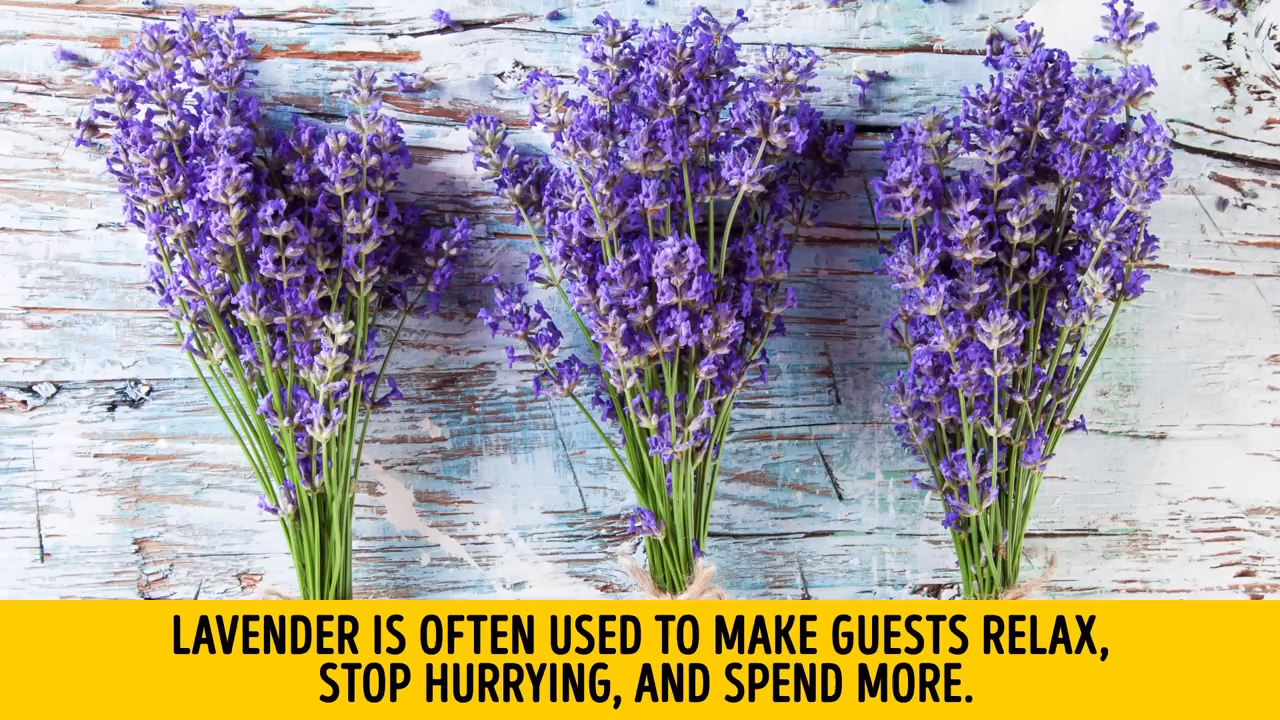 LAVENDER IS OFTEN USED TO MAKE GUESTS RELAX,
STOP HURRYING, AND SPEND MORE.